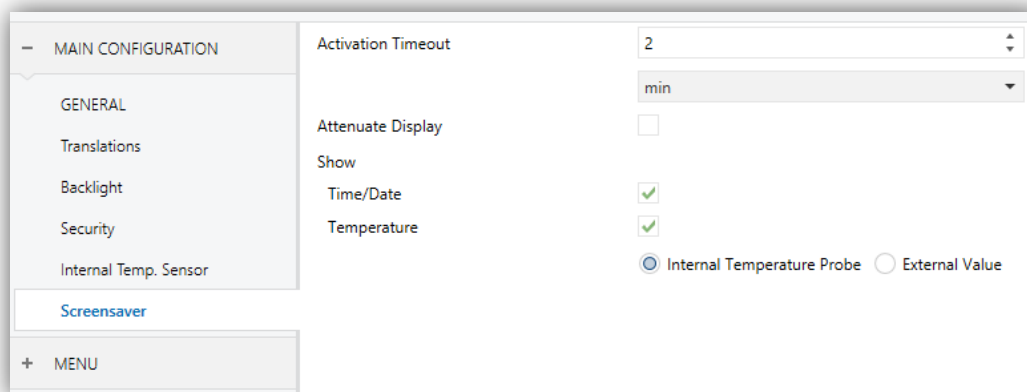 MAIN CONFIGURATION
GENERAL
Translations
Backlight
Security
Internal Temp. Sensor
Screensaver
MENU
Activation Timeout
2
min
Attenuate Display
Show
Time/Date
Temperature
Internal Temperature Probe External Value